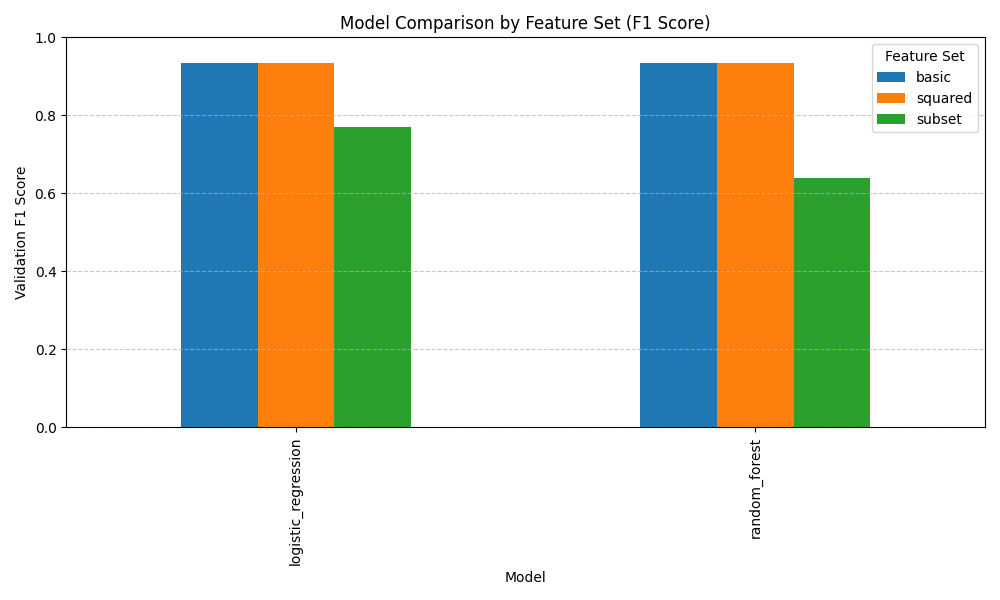 Model Comparison by Feature Set (F1 Score)
Validation F1 Score
1.0
0.8
0.6
0.4
0.2
0.0
Feature Set
basic
squared
subset
logistic_regression
random_forest
Model